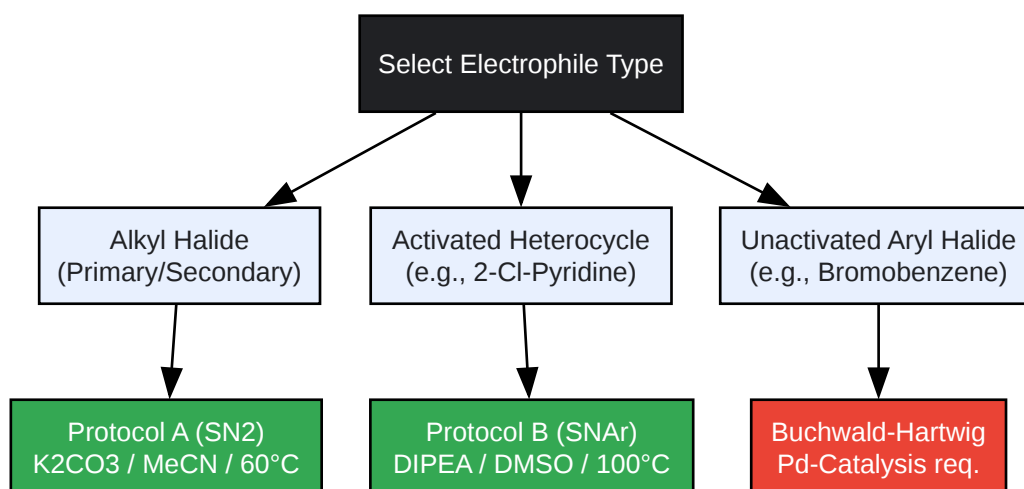 Select Electrophile Type
Alkyl Halide
(Primary/Secondary)
Activated Heterocycle
(e.g., 2-Cl-Pyridine)
Unactivated Aryl Halide
(e.g., Bromobenzene)
Protocol A (SN2)
K2CO3 / MeCN / 60°C
Protocol B (SNAr)
DIPEA / DMSO / 100°C
Buchwald-Hartwig
Pd-Catalysis req.